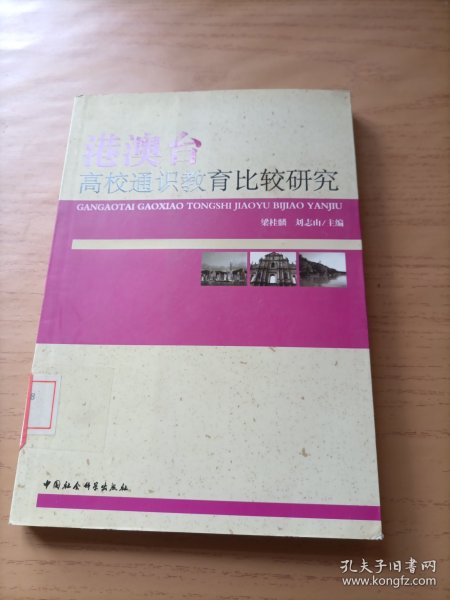 港澳台
高校通识教育比较研究
GANGAOTAI GAOXIAO TONGSHI JIAOYU BIJIAO YANJIU
梁桂麟 刘志山/主编
8
中国社会科学出版社
孔夫子旧书网
www.kongfz.com